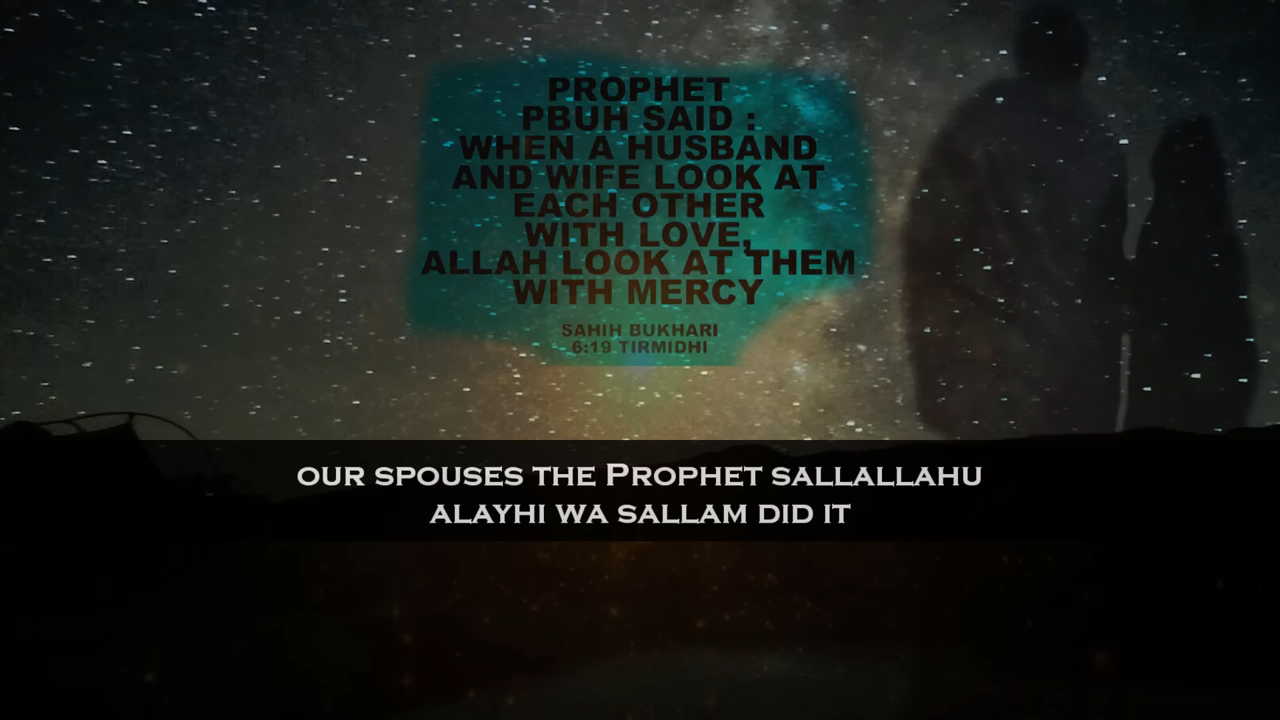 PROPHET
PBUH SAID :
WHEN A HUSBAND
AND WIFE LOOK AT
EACH OTHER
WITH LOVE,
ALLAH LOOK AT THEM
WITH MERCY
SAHIH BUKHARI
6:19 TIRMIDHI
OUR SPOUSES THE PROPHET SALLALLAHU
ALAYHI WA SALLAM DID IT